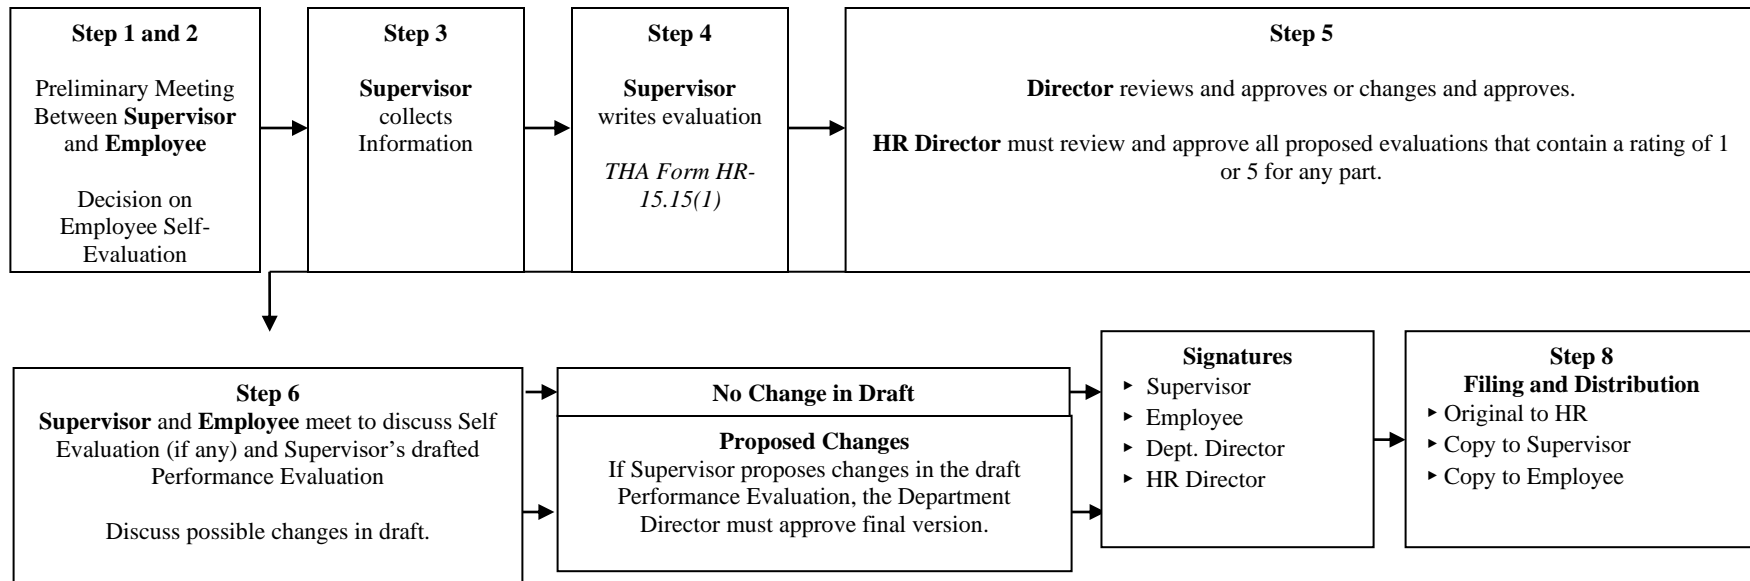 Step 1 and 2
Preliminary Meeting
Between Supervisor
and Employee
Decision on
Employee Self-
Evaluation
Step 3
Supervisor
collects
Information
Step 4
Supervisor
writes evaluation
THA Form HR-
15.15(1)
Step 5
Director reviews and approves or changes and approves.
HR Director must review and approve all proposed evaluations that contain a rating of 1
or 5 for any part.
Step 6
Supervisor and Employee meet to discuss Self
Evaluation (if any) and Supervisor’s drafted
Performance Evaluation
Discuss possible changes in draft.
No Change in Draft
Proposed Changes
If Supervisor proposes changes in the draft
Performance Evaluation, the Department
Director must approve final version.
Signatures
▸ Supervisor
▸ Employee
▸ Dept. Director
▸ HR Director
Step 8
Filing and Distribution
▸ Original to HR
▸ Copy to Supervisor
▸ Copy to Employee